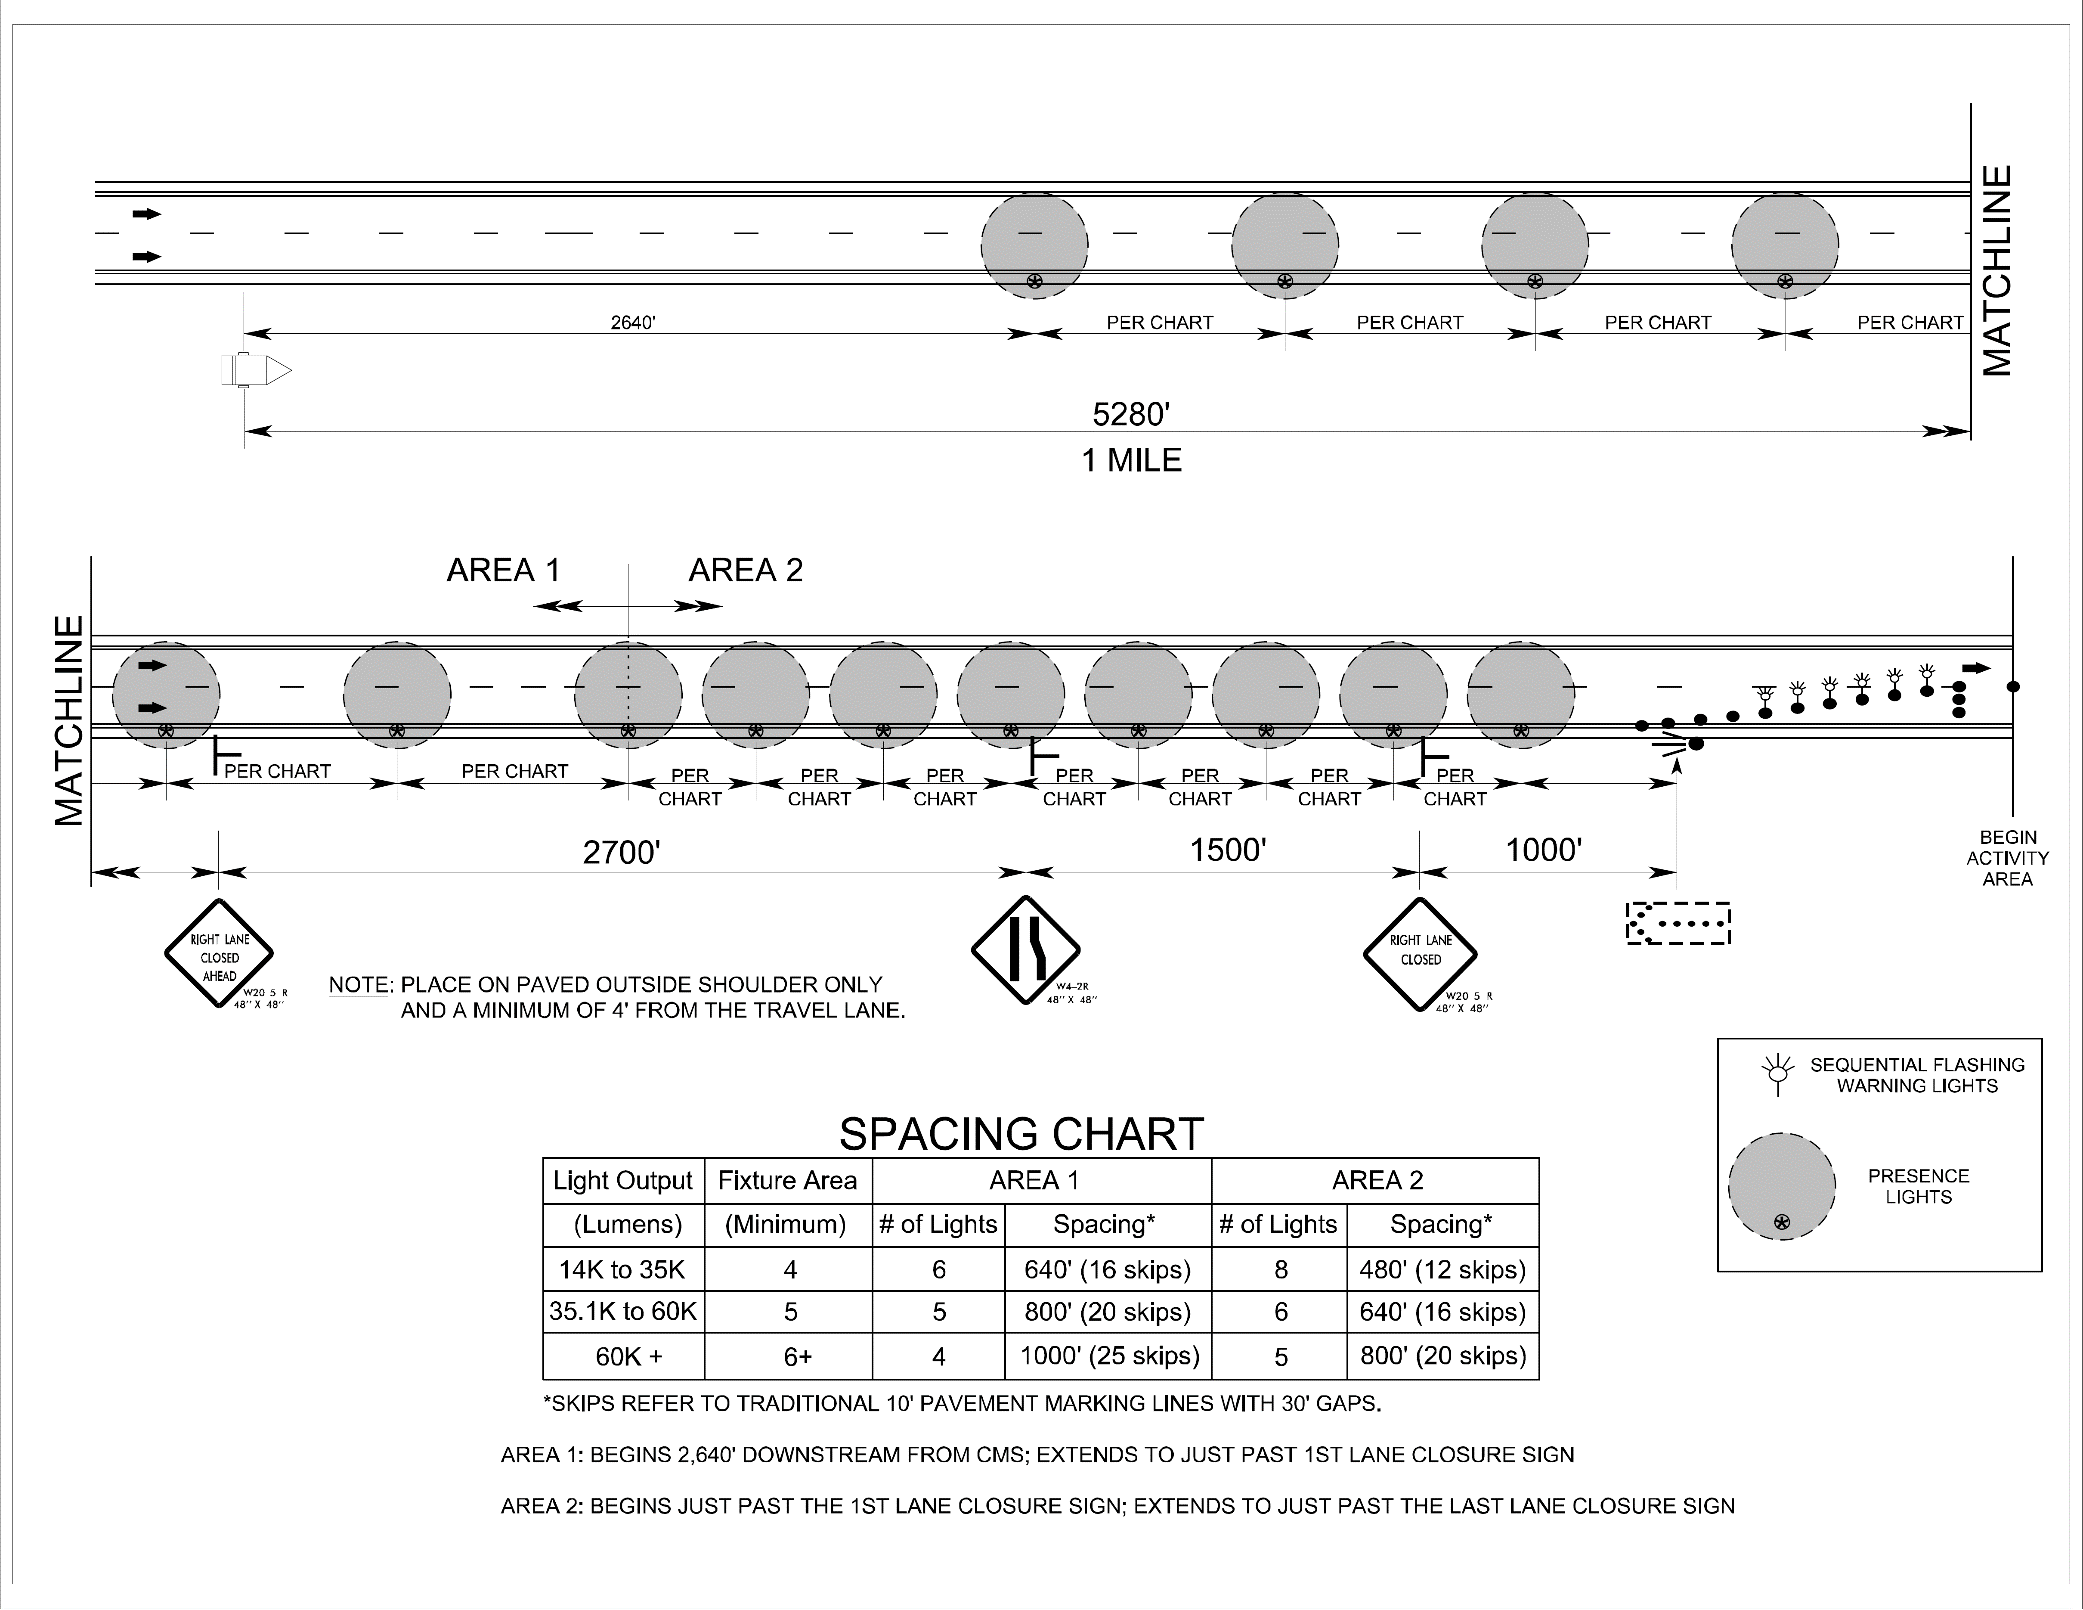 MATCHLINE
2640'
PER CHART
PER CHART
PER CHART
PER CHART
5280'
1 MILE
MATCHLINE
AREA 1
AREA 2
PER CHART
PER CHART
PER
CHART
PER
CHART
PER
CHART
PER
CHART
PER
CHART
PER
CHART
PER
CHART
2700'
1500'
1000'
BEGIN
ACTIVITY
AREA
RIGHT LANE
CLOSED
AHEAD
W20 5 R
48" X 48"
NOTE: PLACE ON PAVED OUTSIDE SHOULDER ONLY
AND A MINIMUM OF 4' FROM THE TRAVEL LANE.
W4-2R
48" X 48"
RIGHT LANE
CLOSED
W20 5 R
48" X 48"
SEQUENTIAL FLASHING
WARNING LIGHTS
PRESENCE
LIGHTS
SPACING CHART
Light Output Fixture Area AREA 1 AREA 2
(Lumens) (Minimum) # of Lights Spacing* # of Lights Spacing*
14K to 35K 4 6 640' (16 skips) 8 480' (12 skips)
35.1K to 60K 5 5 800' (20 skips) 6 640' (16 skips)
60K + 6+ 4 1000' (25 skips) 5 800' (20 skips)
*SKIPS REFER TO TRADITIONAL 10' PAVEMENT MARKING LINES WITH 30' GAPS.
AREA 1: BEGINS 2,640' DOWNSTREAM FROM CMS; EXTENDS TO JUST PAST 1ST LANE CLOSURE SIGN
AREA 2: BEGINS JUST PAST THE 1ST LANE CLOSURE SIGN; EXTENDS TO JUST PAST THE LAST LANE CLOSURE SIGN